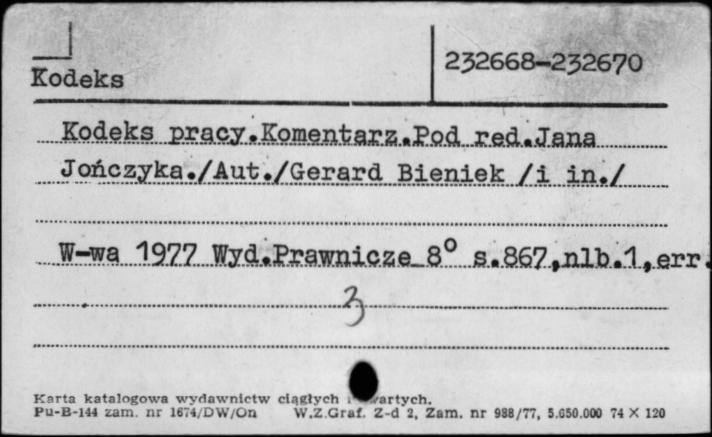 232668-232670
Kodeks
Kodeks pracy.Komentarz.Pod red.Jana
Jończyka./Aut./Gerard Bieniek /i in./
W-wa 1977 Wyd.Prawnicze 8° s.867,nlb.1,err.
3
Karta katalogowa wydawnictw ciągłych i wartych.
Pu-B-144 zam. nr 1674/DW/On W.Z.Graf. Z-d 2, Zam. nr 988/77, 5.650.000 74 X 120